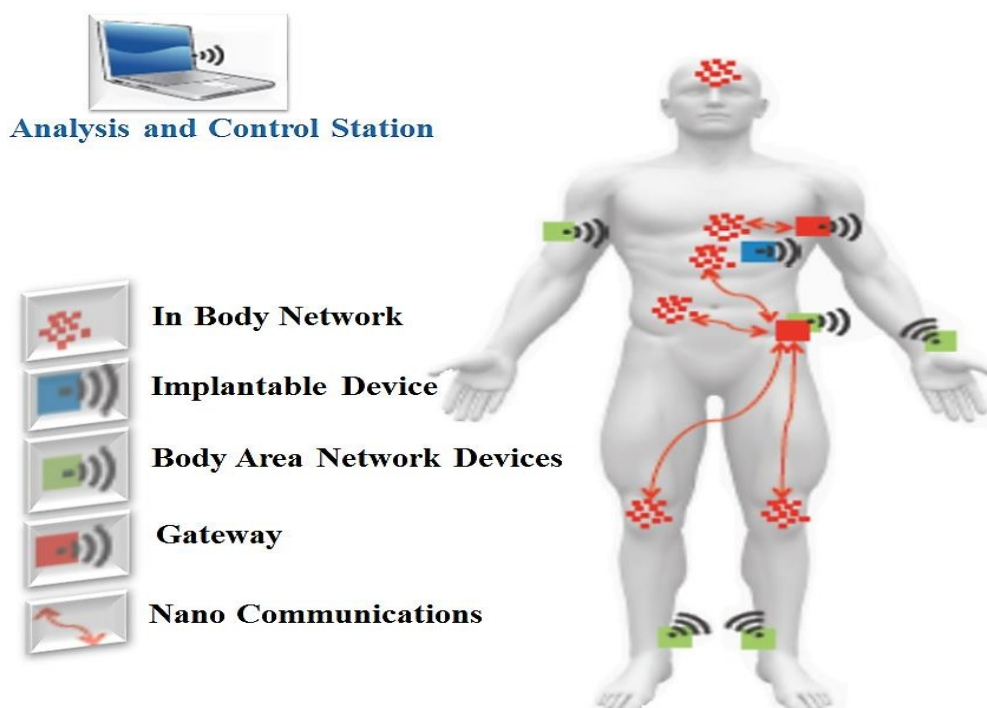 Analysis and Control Station
In Body Network
Implantable Device
Body Area Network Devices
Gateway
Nano Communications